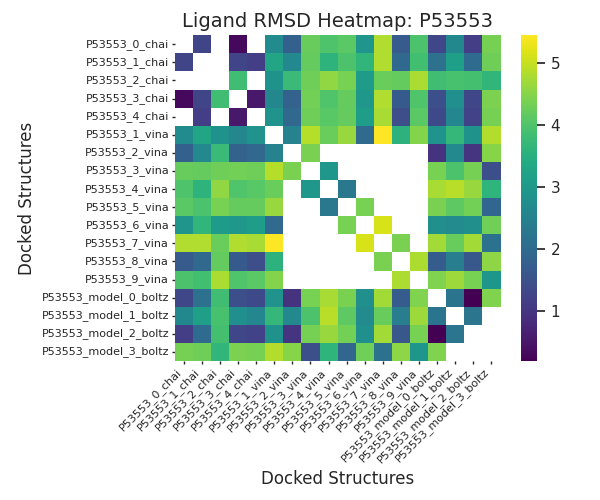 Ligand RMSD Heatmap: P53553
Docked Structures
P53553_0_chai
P53553_1_chai
P53553_2_chai
P53553_3_chai
P53553_4_chai
P53553_1_vina
P53553_2_vina
P53553_3_vina
P53553_4_vina
P53553_5_vina
P53553_6_vina
P53553_7_vina
P53553_8_vina
P53553_9_vina
P53553_model_0_boltz
P53553_model_1_boltz
P53553_model_2_boltz
P53553_model_3_boltz
P53553_0_chai
P53553_1_chai
P53553_2_chai
P53553_3_chai
P53553_4_chai
P53553_1_vina
P53553_2_vina
P53553_3_vina
P53553_4_vina
P53553_5_vina
P53553_6_vina
P53553_7_vina
P53553_8_vina
P53553_9_vina
P53553_model_0_boltz
P53553_model_1_boltz
P53553_model_2_boltz
P53553_model_3_boltz
Docked Structures
5
4
3
2
1